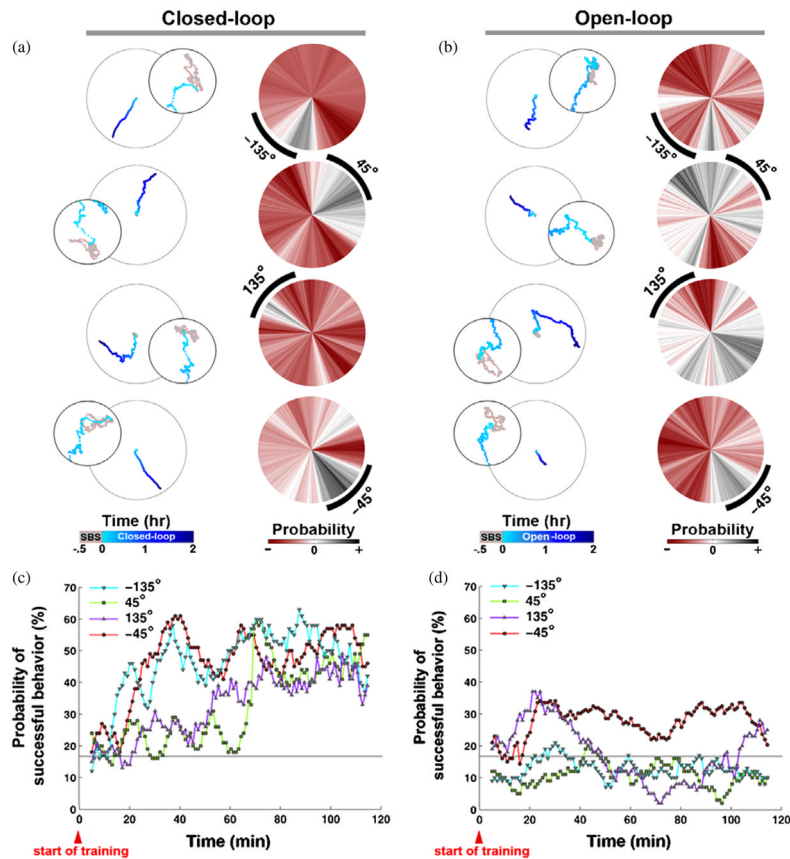 Closed-loop
Open-loop
(a)
(b)
-135°
45°
135°
-45°
-135°
45°
135°
-45°
Time (hr)
SBS Closed-loop
-.5 0 1 2
Probability
- 0 +
Time (hr)
SBS Open-loop
-.5 0 1 2
Probability
- 0 +
(c)
70
60
50
40
30
20
10
0
Probability of
successful behavior (%)
-135°
45°
135°
-45°
0 20 40 60 80 100 120
Time (min)
start of training
(d)
70
60
50
40
30
20
10
0
Probability of
successful behavior (%)
-135°
45°
135°
-45°
0 20 40 60 80 100 120
Time (min)
start of training